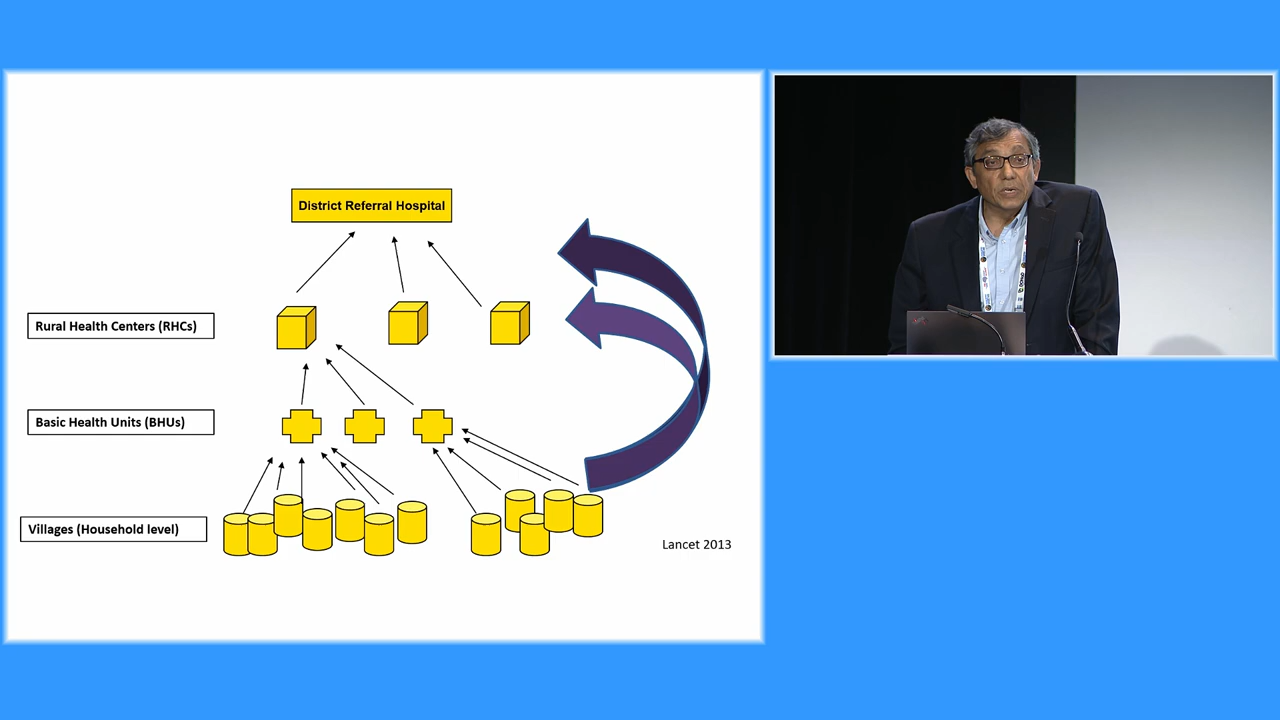 District Referral Hospital
Rural Health Centers (RHCs)
Basic Health Units (BHUs)
Villages (Household level)
Lancet 2013